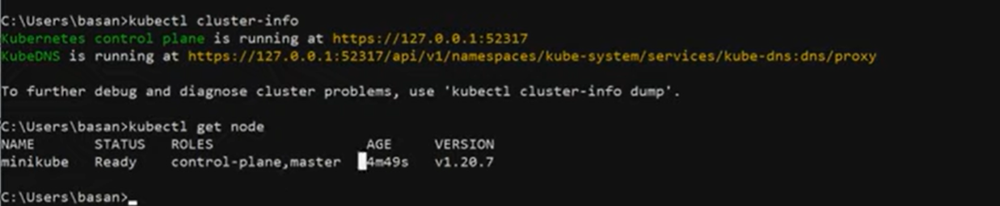 C:\Users\basan>kubectl cluster-info
Kubernetes control plane is running at https://127.0.0.1:52317
KubeDNS is running at https://127.0.0.1:52317/api/v1/namespaces/kube-system/services/kube-dns:dns/proxy
To further debug and diagnose cluster problems, use 'kubectl cluster-info dump'.
C:\Users\basan>kubectl get node
NAME STATUS ROLES AGE VERSION
minikube Ready control-plane,master 4m49s v1.20.7
C:\Users\basan>